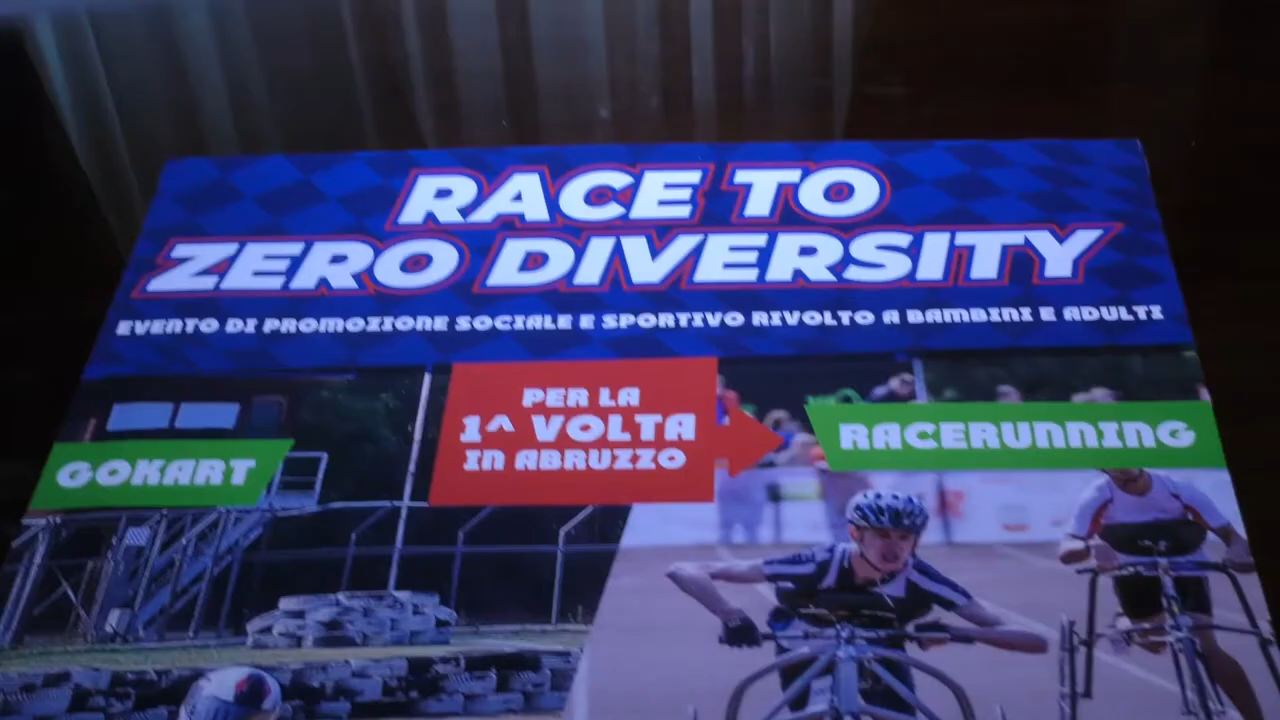 RACE TO
ZERO DIVERSITY
EVENTO DI PROMOZIONE SOCIALE E SPORTIVO RIVOLTO A BAMBINI E ADULTI
PER LA
1^ VOLTA
IN ABRUZZO
GOKART
RACERUNNING